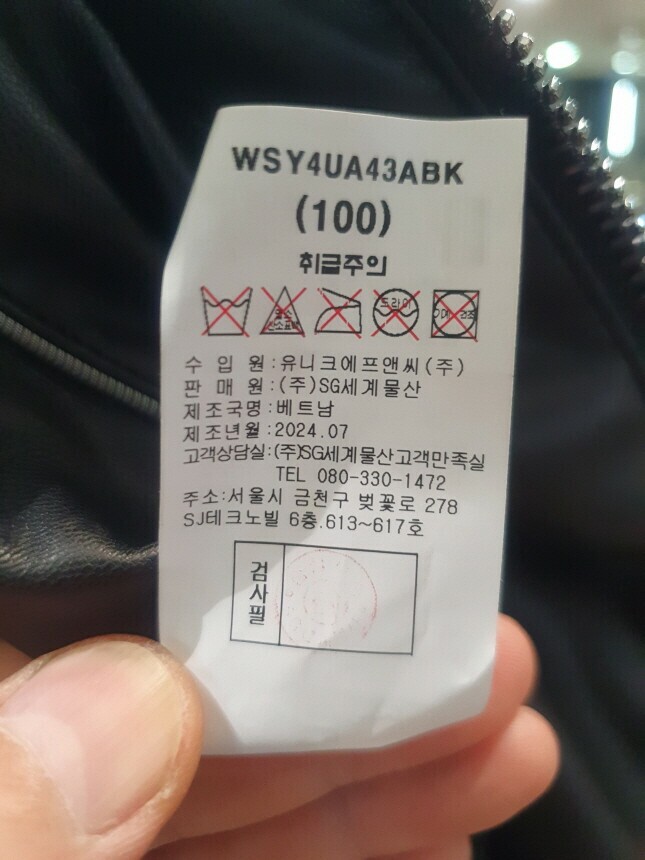 WSY4UA43ABK
(100)
취급주의
드라이
수 입 원:유니크에프앤씨(주)
판 매 원:(주)SG세계물산
제조국명:베트남
제조년월:2024.07
고객상담실:(주)SG세계물산고객만족실
TEL 080-330-1472
주소:서울시 금천구 벚꽃로 278
SJ테크노빌 6층.613~617호
검사필